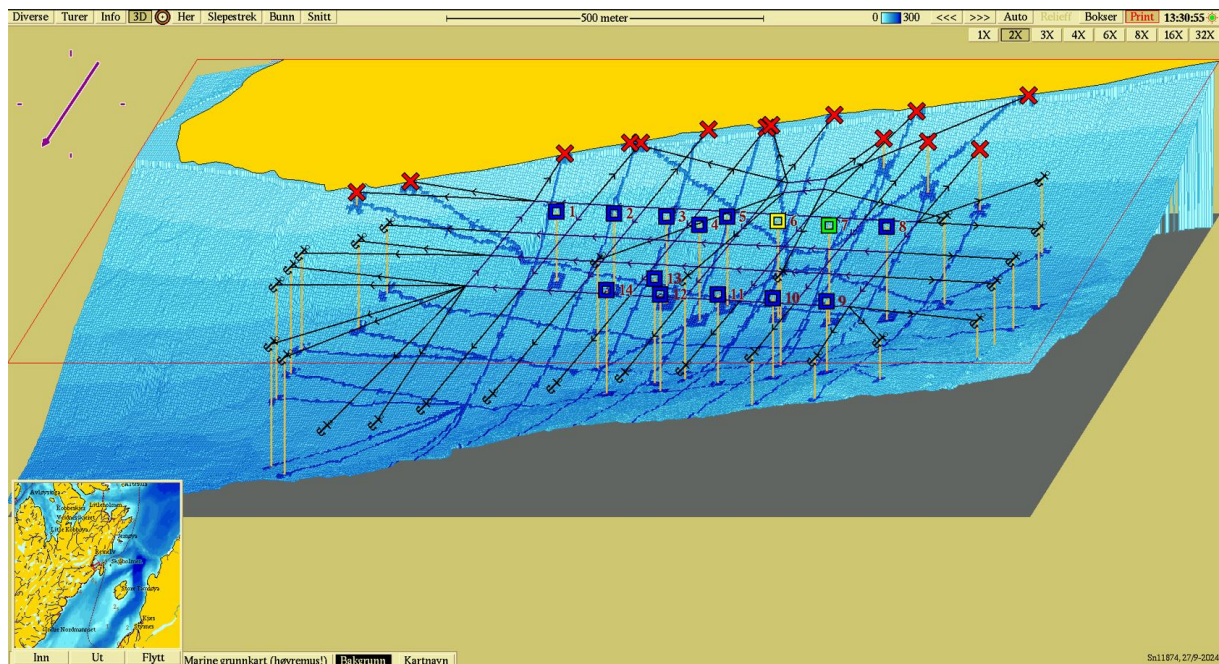 Diverse Turer Info 3D Her Slepestrek Bunn Snitt 500 meter 0 300 <<< >>> Auto Relieff Bokser Print 13:30:55
1X 2X 3X 4X 6X 8X 16X 32X
1 2 3 4 5 6 7 8
13
14 12 11 10 9
Skjåholmen
Kjæs
Inn Ut Flytt Marine grunnkart (høyremus!) Bakgrunn Kartnavn
Sn11874, 27/9-2024